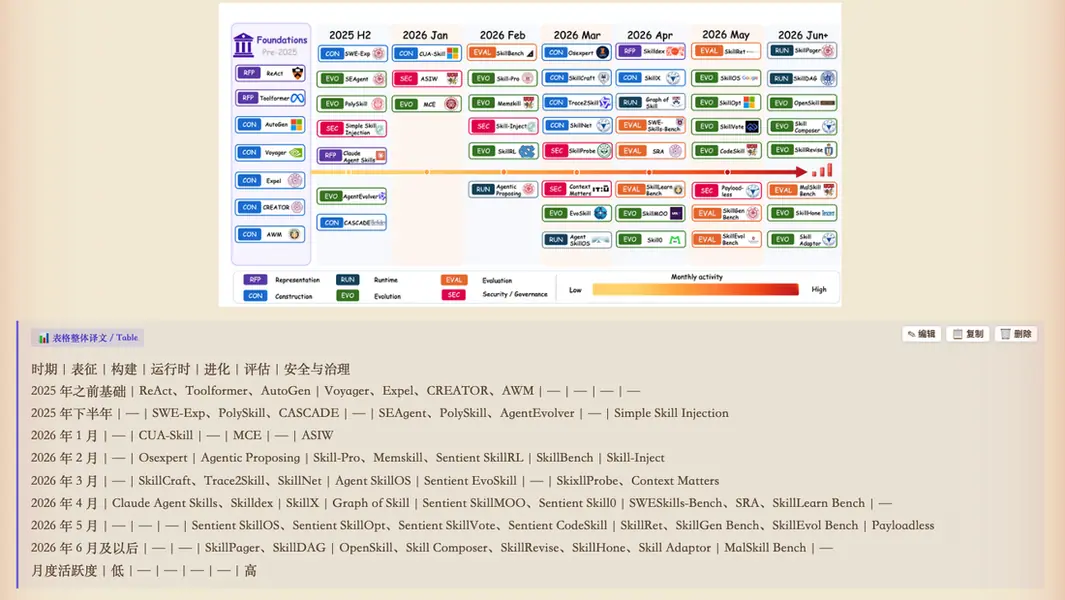 Foundations
Pre-2025
2025 H2
2026 Jan
2026 Feb
2026 Mar
2026 Apr
2026 May
2026 Jun+
RFP ReAct
RFP Toolformer
CON AutoGen
CON Voyager
CON Expel
CON CREATOR
CON AWM
CON SWE-Exp
EVO SEAgent
EVO PolySkill
SEC Simple Skill Injection
RFP Claude Agent Skills
EVO AgentEvolver
CON CASCADE
CON CUA-Skill
SEC ASIW
EVO MCE
EVAL SkillBench
EVO Skill-Pro
EVO Memskill
SEC Skill-Inject
EVO SkillRL
RUN Agentic Proposing
CON Osexpert
CON SkillCraft
CON Trace2Skill
CON SkillNet
SEC SkillProbe
SEC Context Matters
EVO EvoSkill
RUN Agent SkillOS
RFP Skilldex
CON SkillX
RUN Graph of Skill
EVAL SWE-Skills-Bench
EVAL SRA
EVAL SkillLearn Bench
EVO SkillMOO
EVO Skill0
EVAL SkillRet
EVO SkillOS Google
EVO SkillOpt
EVO SkillVote
EVO CodeSkill
SEC Payload-less
EVAL SkillGen Bench
EVAL SkillEvol Bench
RUN SkillPager
RUN SkillDAG
EVO OpenSkill
EVO Skill Composer
EVO SkillRevise
EVAL MalSkill Bench
EVO SkillHone
EVO Skill Adaptor
RFP Representation
RUN Runtime
EVAL Evaluation
CON Construction
EVO Evolution
SEC Security / Governance
Monthly activity
Low
High
表格整体译文 / Table
编辑
复制
删除
时期 | 表征 | 构建 | 运行时 | 进化 | 评估 | 安全与治理
2025 年之前基础 | ReAct、Toolformer、AutoGen | Voyager、Expel、CREATOR、AWM | — | — | — | —
2025 年下半年 | — | SWE-Exp、PolySkill、CASCADE | — | SEAgent、PolySkill、AgentEvolver | — | Simple Skill Injection
2026 年 1 月 | — | CUA-Skill | — | MCE | — | ASIW
2026 年 2 月 | — | Osexpert | Agentic Proposing | Skill-Pro、Memskill、Sentient SkillRL | SkillBench | Skill-Inject
2026 年 3 月 | — | SkillCraft、Trace2Skill、SkillNet | Agent SkillOS | Sentient EvoSkill | — | SkixllProbe、Context Matters
2026 年 4 月 | Claude Agent Skills、Skilldex | SkillX | Graph of Skill | Sentient SkillMOO、Sentient Skill0 | SWESkills-Bench、SRA、SkillLearn Bench | —
2026 年 5 月 | — | — | — | Sentient SkillOS、Sentient SkillOpt、Sentient SkillVote、Sentient CodeSkill | SkillRet、SkillGen Bench、SkillEvol Bench | Payloadless
2026 年 6 月及以后 | — | — | SkillPager、SkillDAG | OpenSkill、Skill Composer、SkillRevise、SkillHone、Skill Adaptor | MalSkill Bench | —
月度活跃度 | 低 | — | — | — | — | 高